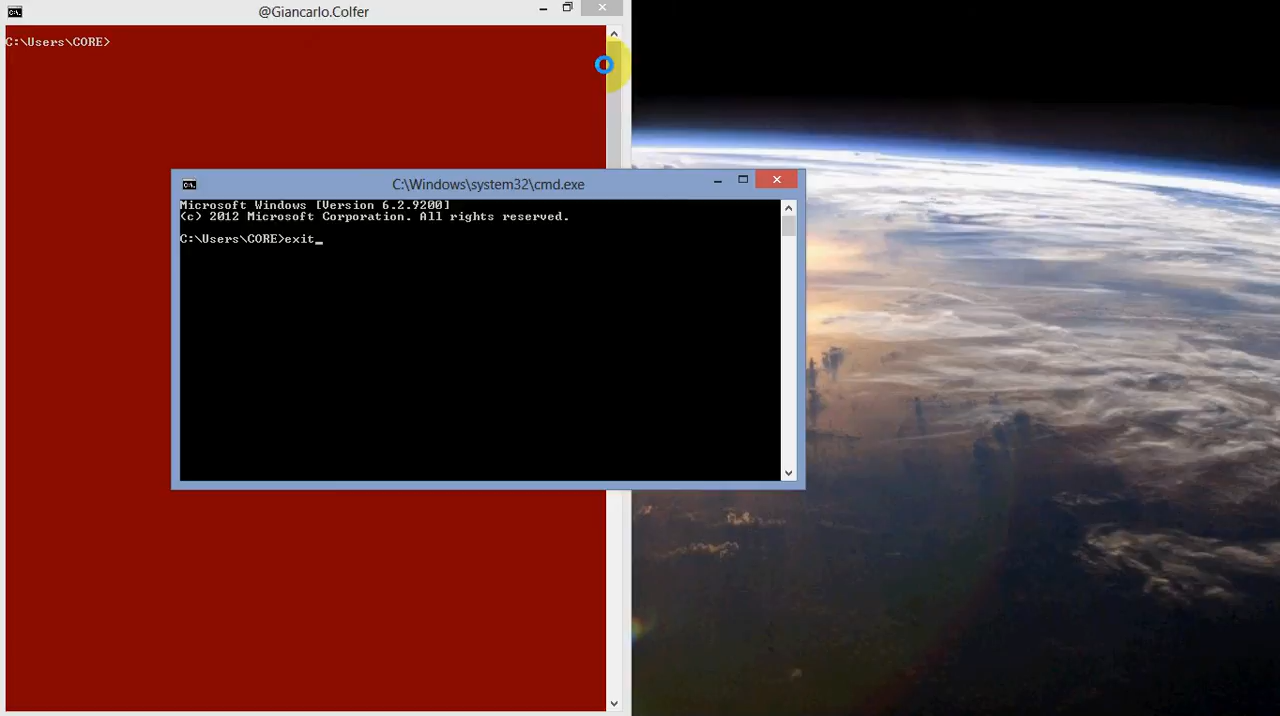 @Giancarlo.Colfer
C:\Users\CORE>
C:\Windows\system32\cmd.exe
Microsoft Windows [Version 6.2.9200]
(c) 2012 Microsoft Corporation. All rights reserved.
C:\Users\CORE>exit_